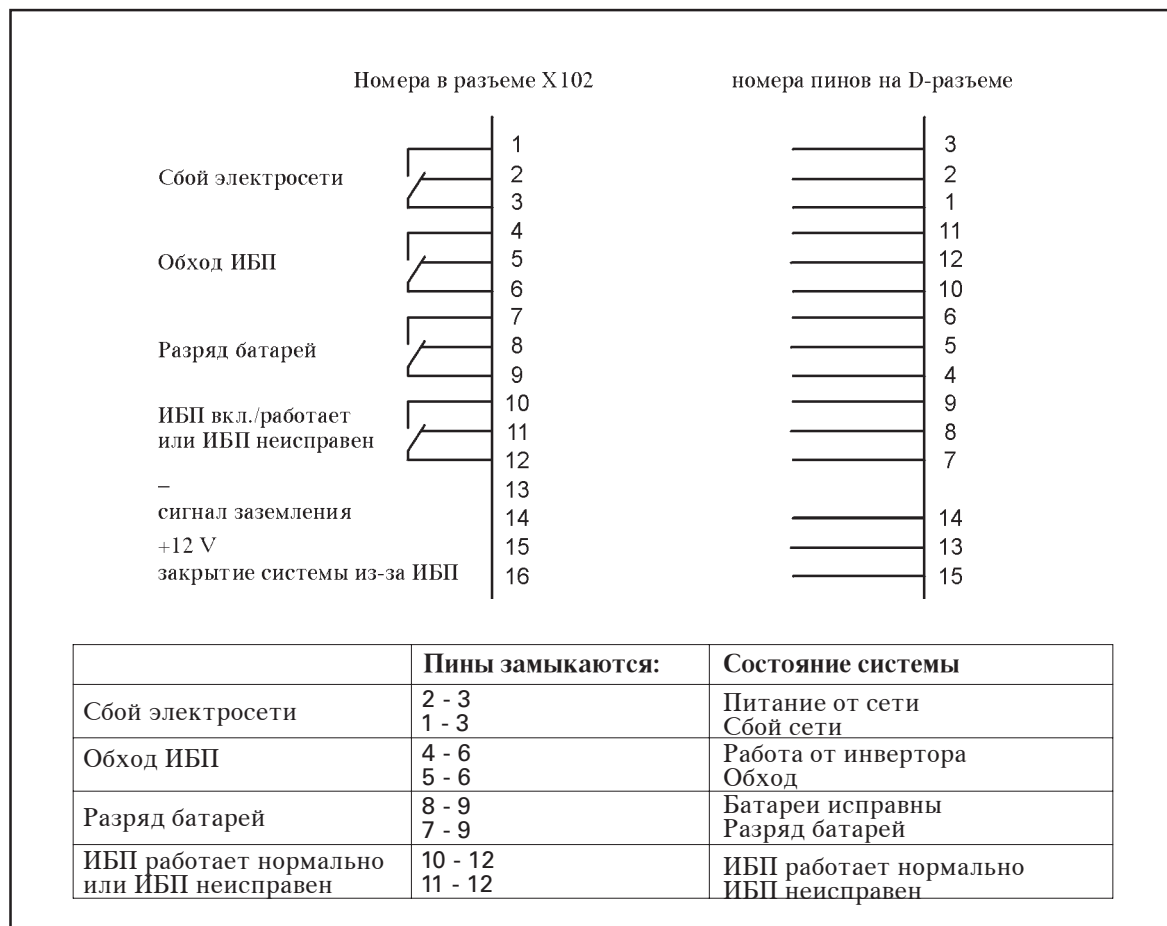 Номера в разъеме X102
номера пинов на D-разъеме
1
3
Сбой электросети
2
2
3
1
4
11
Обход ИБП
5
12
6
10
7
6
Разряд батарей
8
5
9
4
10
9
ИБП вкл./работает
или ИБП неисправен
11
8
12
7
–
13
сигнал заземления
14
14
+12 V
15
13
закрытие системы из-за ИБП
16
15
Пины замыкаются:
Состояние системы
Сбой электросети
2 - 3
Питание от сети
1 - 3
Сбой сети
Обход ИБП
4 - 6
Работа от инвертора
5 - 6
Обход
Разряд батарей
8 - 9
Батареи исправны
7 - 9
Разряд батарей
ИБП работает нормально
или ИБП неисправен
10 - 12
ИБП работает нормально
11 - 12
ИБП неисправен